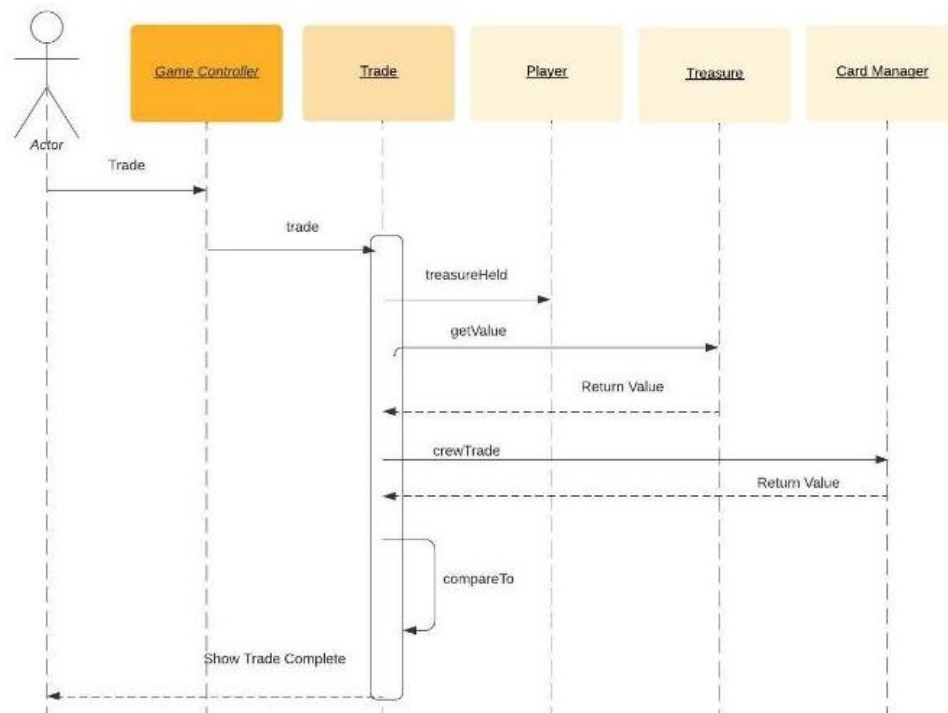 Game Controller
Trade
Player
Treasure
Card Manager
Actor
Trade
trade
treasureHeld
getValue
Return Value
crewTrade
Return Value
compareTo
Show Trade Complete